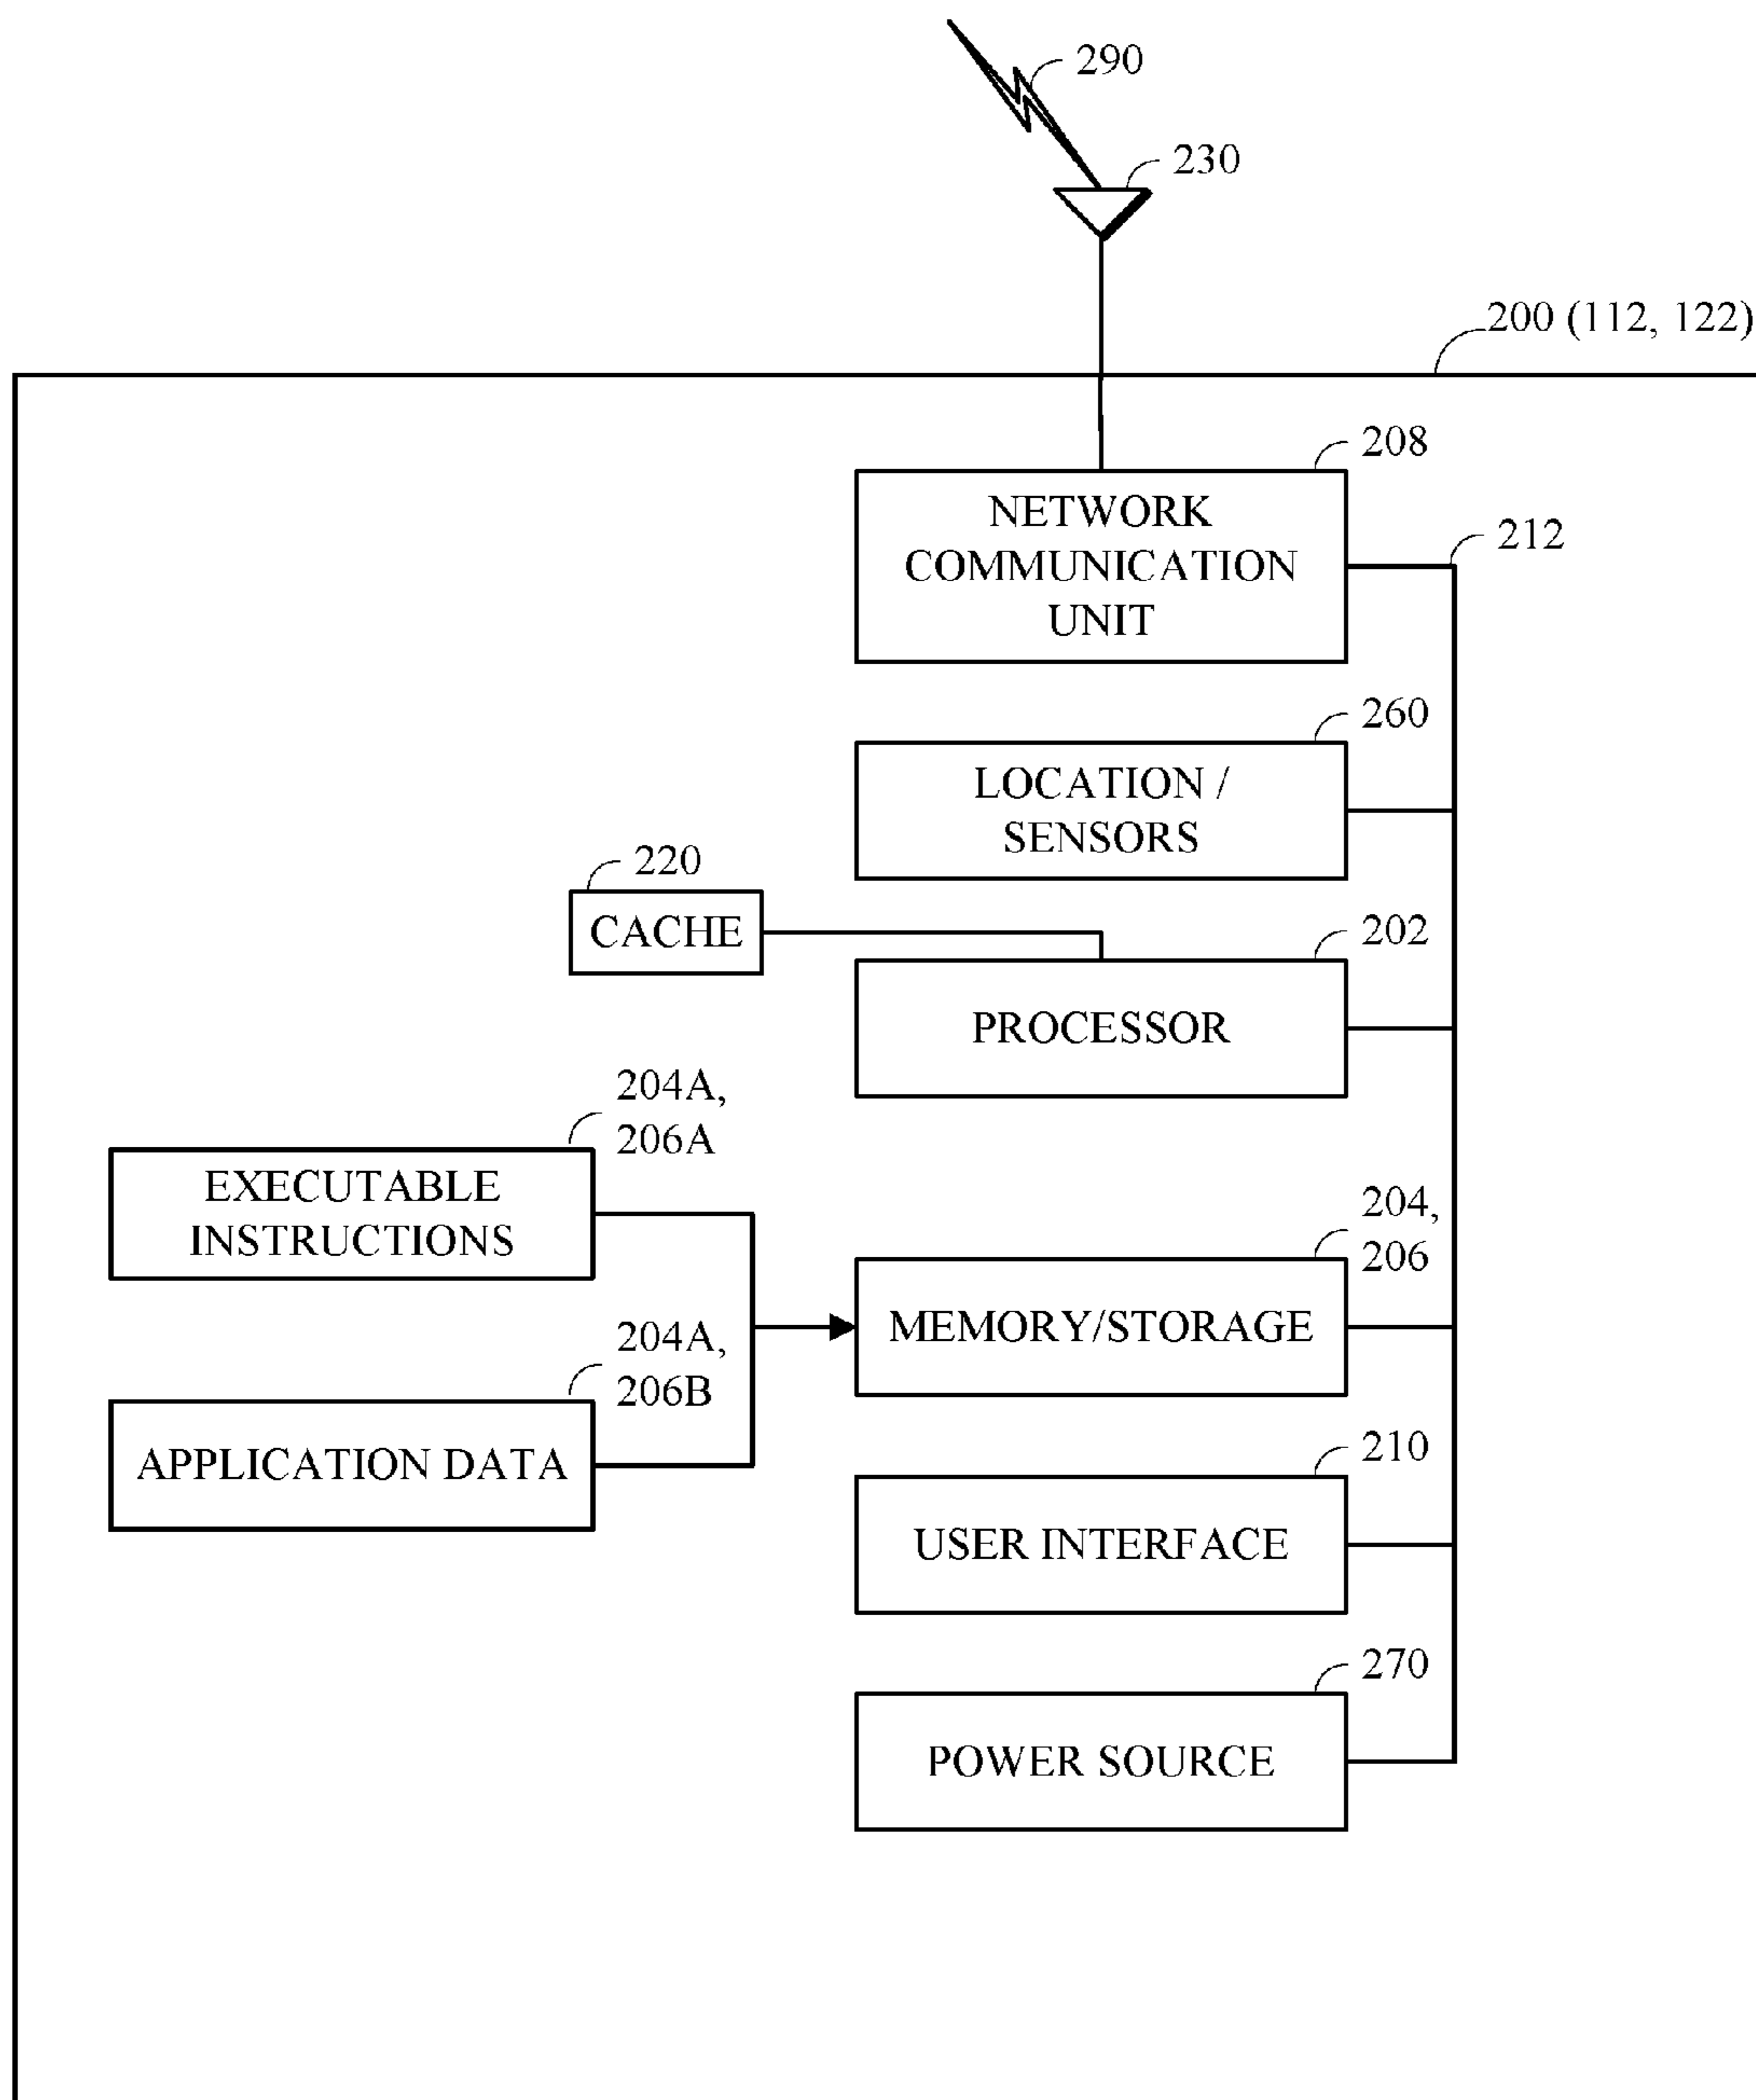 290
230
200 (112, 122)
208
NETWORK
COMMUNICATION
UNIT
212
260
LOCATION /
SENSORS
220
CACHE
202
PROCESSOR
204A,
206A
EXECUTABLE
INSTRUCTIONS
204,
206
MEMORY/STORAGE
204A,
206B
APPLICATION DATA
210
USER INTERFACE
270
POWER SOURCE